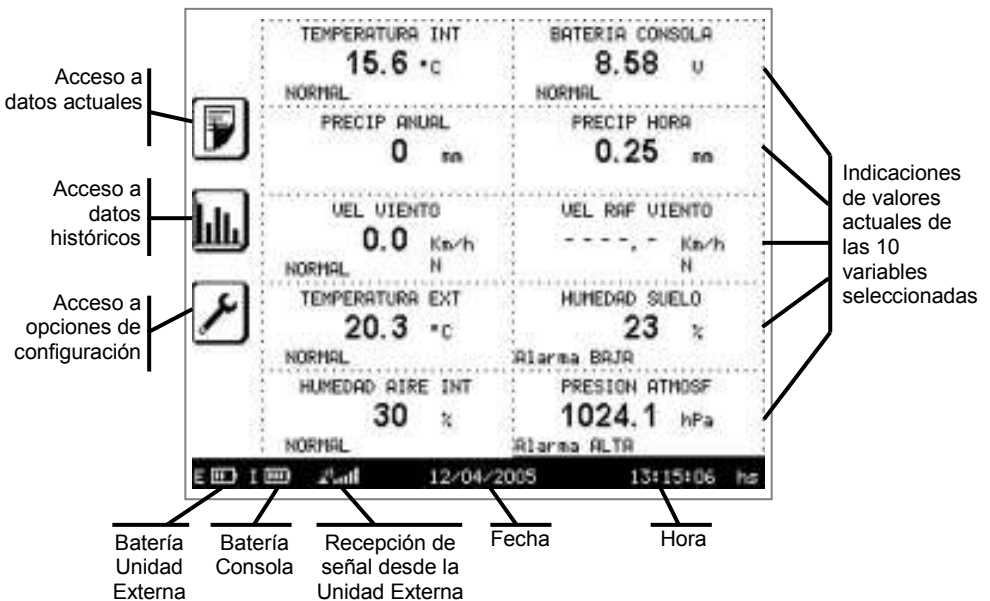 TEMPERATURA INT
15.6 °C
NORMAL
BATERIA CONSOLA
8.58 V
NORMAL
PRECIP ANUAL
0 mm
PRECIP HORA
0.25 mm
VEL VIENTO
0.0 Km/h
N
NORMAL
VEL RAF VIENTO
----.- Km/h
N
TEMPERATURA EXT
20.3 °C
NORMAL
HUMEDAD SUELO
23 %
Alarma BAJA
HUMEDAD AIRE INT
30 %
NORMAL
PRESION ATMOSF
1024.1 hPa
Alarma ALTA
E I 12/04/2005 13:15:06 hs
Acceso a
datos actuales
Acceso a
datos
históricos
Acceso a
opciones de
configuración
Indicaciones
de valores
actuales de
las 10
variables
seleccionadas
Batería
Unidad
Externa
Batería
Consola
Recepción de
señal desde la
Unidad Externa
Fecha
Hora